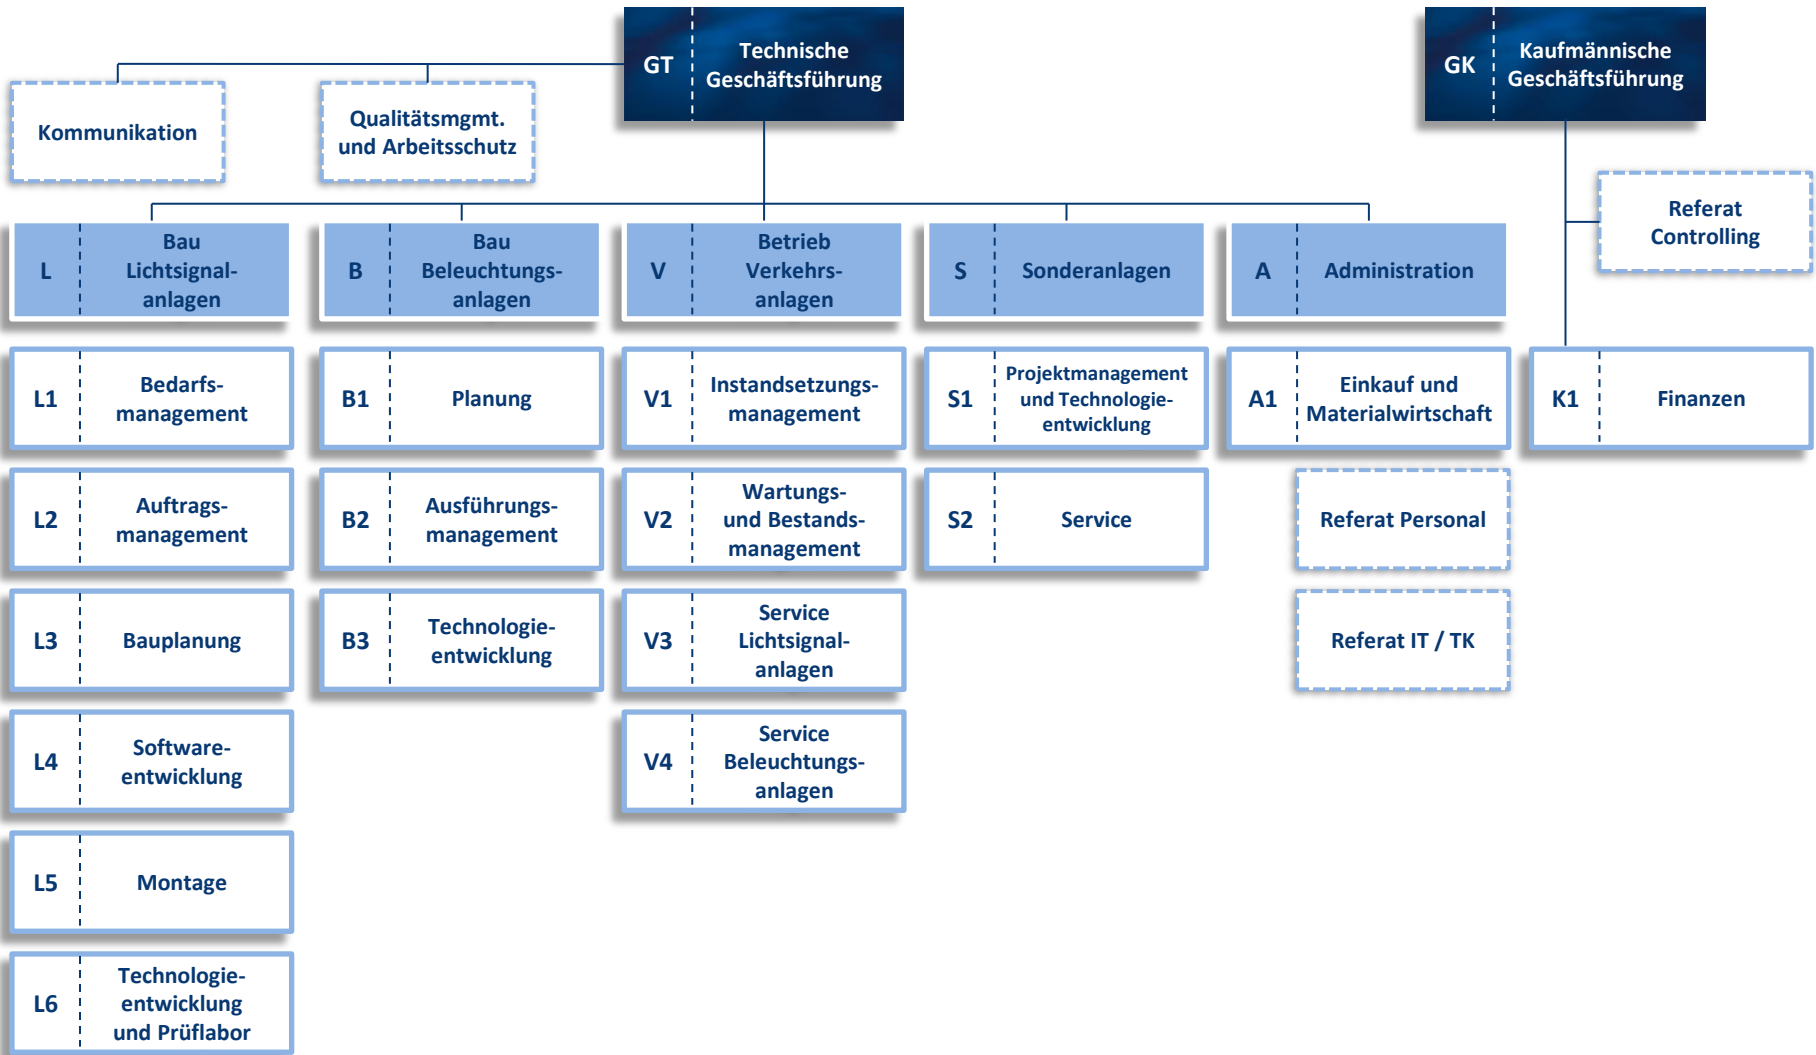 GT
Technische
Geschäftsführung
GK
Kaufmännische
Geschäftsführung
Kommunikation
Qualitätsmgmt.
und Arbeitsschutz
Referat
Controlling
L
Bau
Lichtsignal-
anlagen
B
Bau
Beleuchtungs-
anlagen
V
Betrieb
Verkehrs-
anlagen
S
Sonderanlagen
A
Administration
L1
Bedarfs-
management
B1
Planung
V1
Instandsetzungs-
management
S1
Projektmanagement
und Technologie-
entwicklung
A1
Einkauf und
Materialwirtschaft
K1
Finanzen
L2
Auftrags-
management
B2
Ausführungs-
management
V2
Wartungs-
und Bestands-
management
S2
Service
Referat Personal
L3
Bauplanung
B3
Technologie-
entwicklung
V3
Service
Lichtsignal-
anlagen
Referat IT / TK
L4
Software-
entwicklung
V4
Service
Beleuchtungs-
anlagen
L5
Montage
L6
Technologie-
entwicklung
und Prüflabor